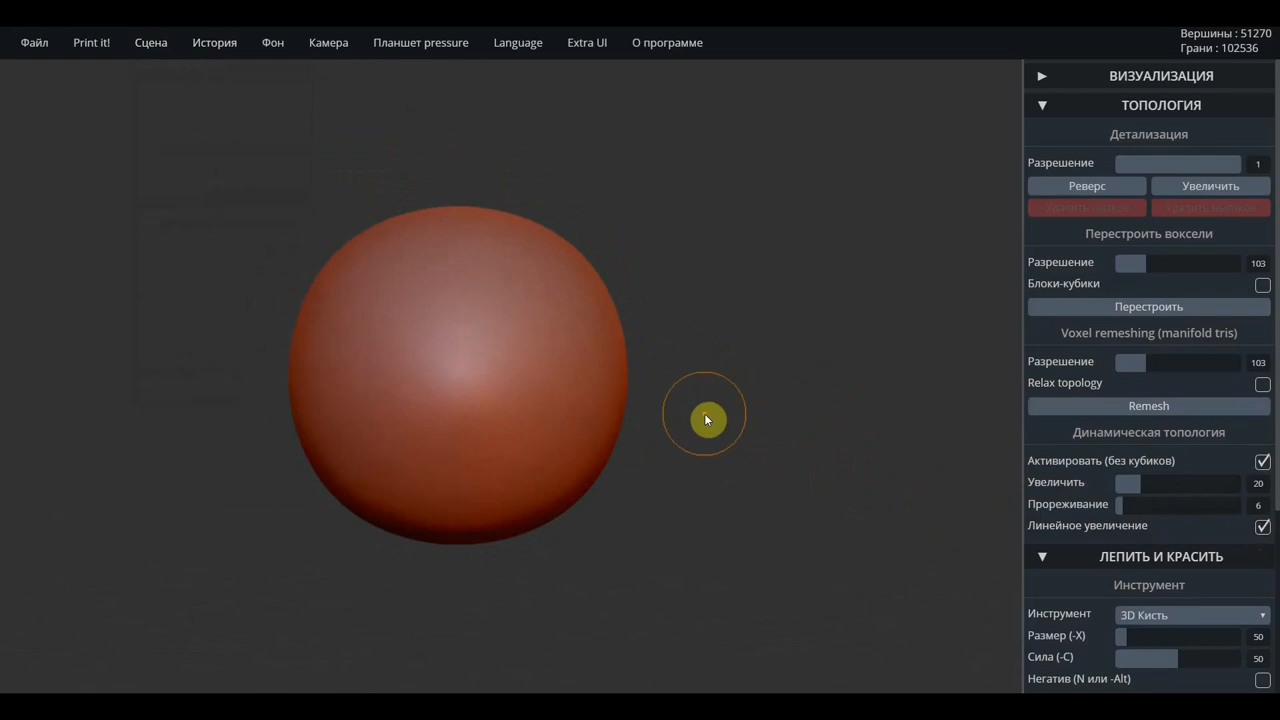 Файл Print it! Сцена История Фон Камера Планшет pressure Language Extra UI О программе
Вершины : 51270
Грани : 102536
ВИЗУАЛИЗАЦИЯ
ТОПОЛОГИЯ
Детализация
Разрешение 1
Реверс Увеличить
Перестроить воксели
Разрешение 103
Блоки-кубики
Перестроить
Voxel remeshing (manifold tris)
Разрешение 103
Relax topology
Remesh
Динамическая топология
Активировать (без кубиков)
Увеличить 20
Прореживание 6
Линейное увеличение
ЛЕПИТЬ И КРАСИТЬ
Инструмент
Инструмент 3D Кисть
Размер (-X) 50
Сила (-C) 50
Негатив (N или -Alt)